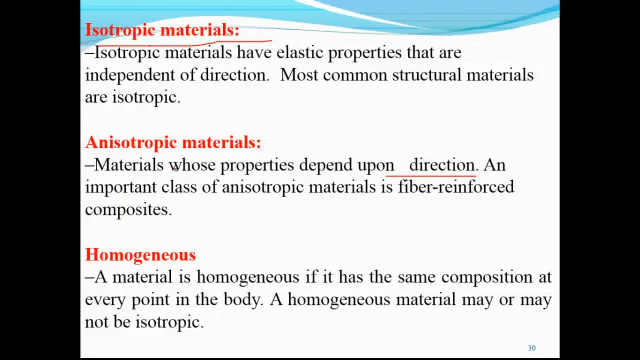 Isotropic materials:
–Isotropic materials have elastic properties that are
independent of direction. Most common structural materials
are isotropic.
Anisotropic materials:
–Materials whose properties depend upon direction. An
important class of anisotropic materials is fiber-reinforced
composites.
Homogeneous
– A material is homogeneous if it has the same composition at
every point in the body. A homogeneous material may or may
not be isotropic.
30